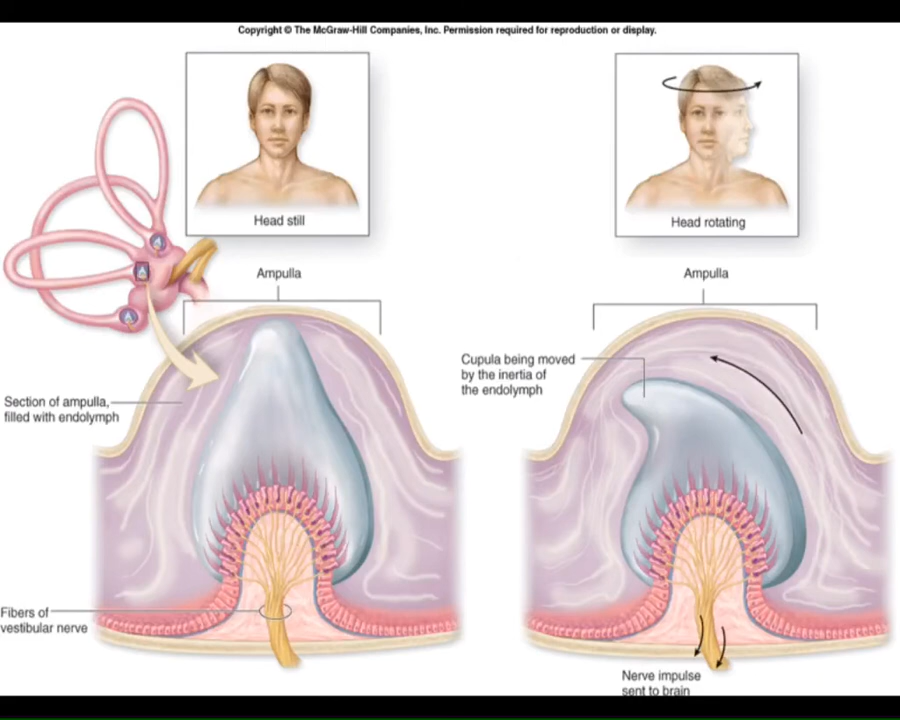 Copyright © The McGraw-Hill Companies, Inc. Permission required for reproduction or display.
Head still
Head rotating
Ampulla
Ampulla
Cupula being moved
by the inertia of
the endolymph
Section of ampulla,
filled with endolymph
Fibers of
vestibular nerve
Nerve impulse
sent to brain